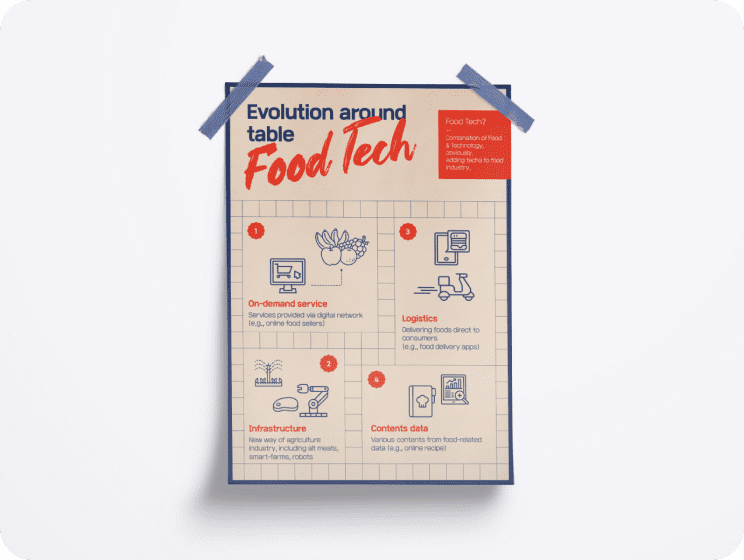 Evolution around
table
Food Tech
Food Tech?
—
Combination of Food
& Technology,
obviously.
Adding techs to food
industry.
1
On-demand service
Services provided via digital network
(e.g., online food sellers)
2
Infrastructure
New way of agriculture
industry, including alt meats,
smart-farms, robots
3
Logistics
Delivering foods direct to
consumers
(e.g., food delivery apps)
4
Contents data
Various contents from food-related
data (e.g., online recipe)